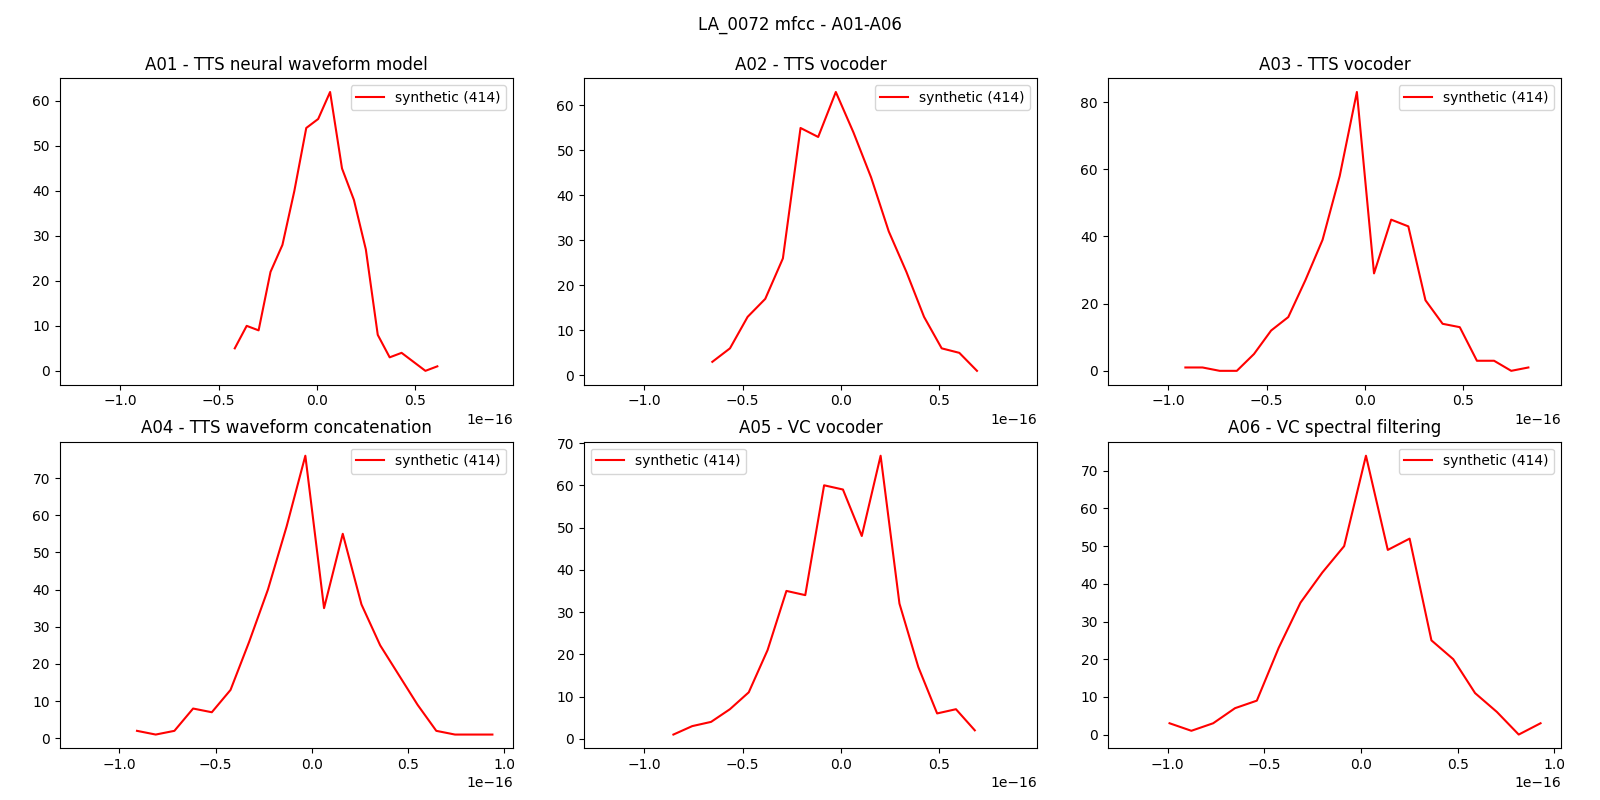 LA_0072 mfcc - A01-A06
A01 - TTS neural waveform model
synthetic (414)
60
50
40
30
20
10
0
−1.0 −0.5 0.0 0.5
1e−16
A02 - TTS vocoder
synthetic (414)
60
50
40
30
20
10
0
−1.0 −0.5 0.0 0.5
1e−16
A03 - TTS vocoder
synthetic (414)
80
60
40
20
0
−1.0 −0.5 0.0 0.5
1e−16
A04 - TTS waveform concatenation
synthetic (414)
70
60
50
40
30
20
10
0
−1.0 −0.5 0.0 0.5 1.0
1e−16
A05 - VC vocoder
synthetic (414)
70
60
50
40
30
20
10
0
−1.0 −0.5 0.0 0.5
1e−16
A06 - VC spectral filtering
synthetic (414)
70
60
50
40
30
20
10
0
−1.0 −0.5 0.0 0.5 1.0
1e−16